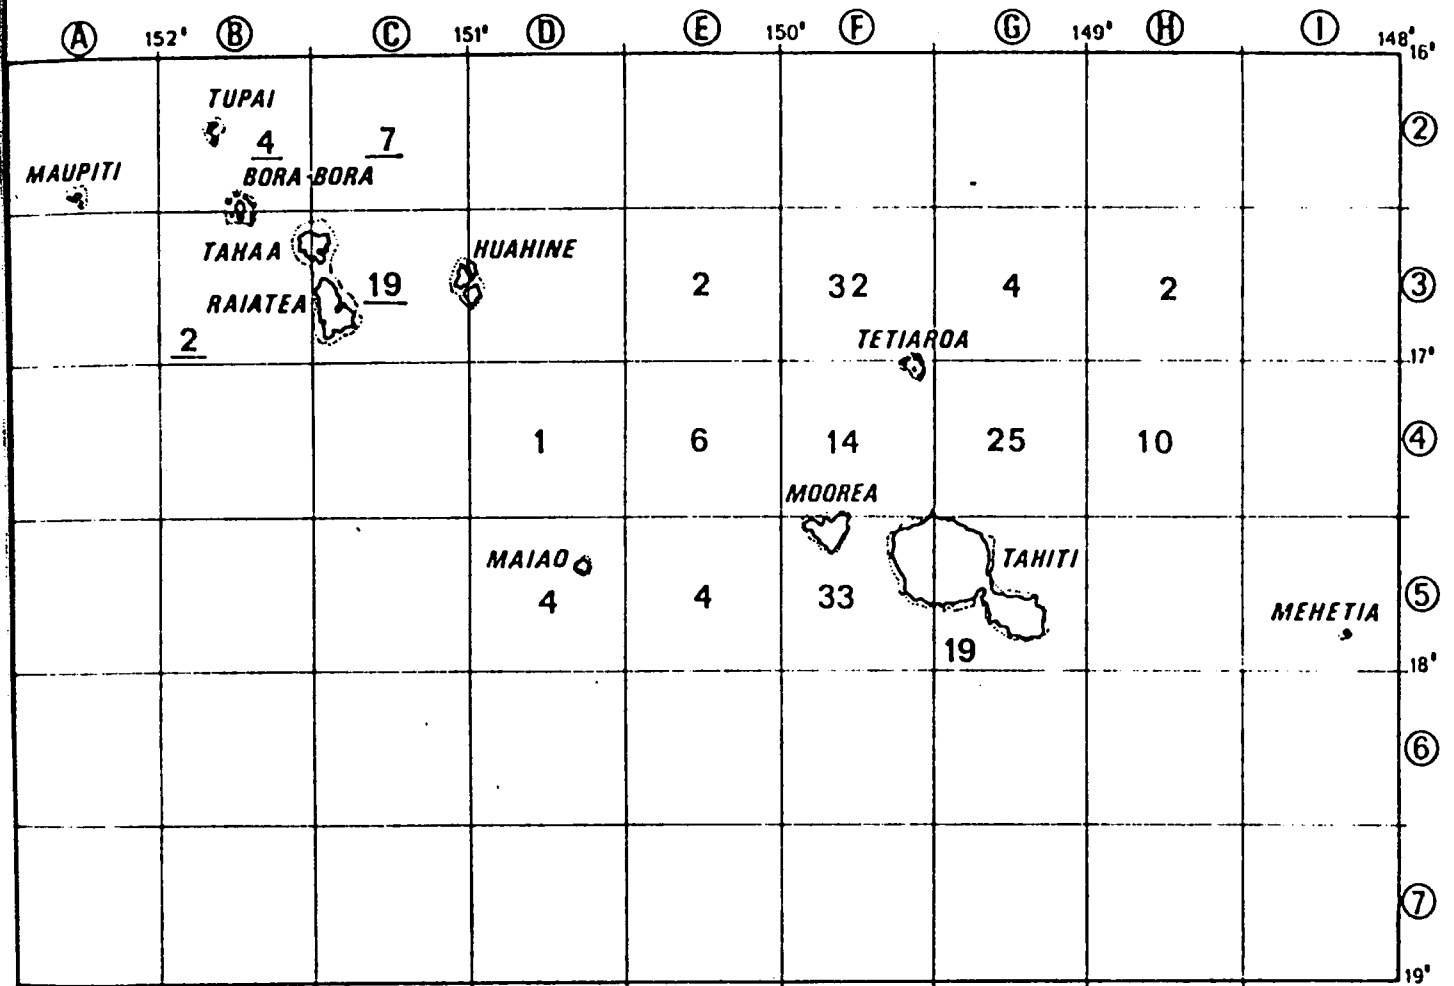 A 152° B C 151° D E 150° F G 149° H I 148°
16°
TUPAI
4 7 2
MAUPITI BORA-BORA
TAHAA HUAHINE
RAIATEA 19 2 32 4 2 3
2 TETIAROA
17°
1 6 14 25 10 4
MOOREA
MAIAO TAHITI
4 4 33 5
MEHETIA
19
18°
6
7
19°